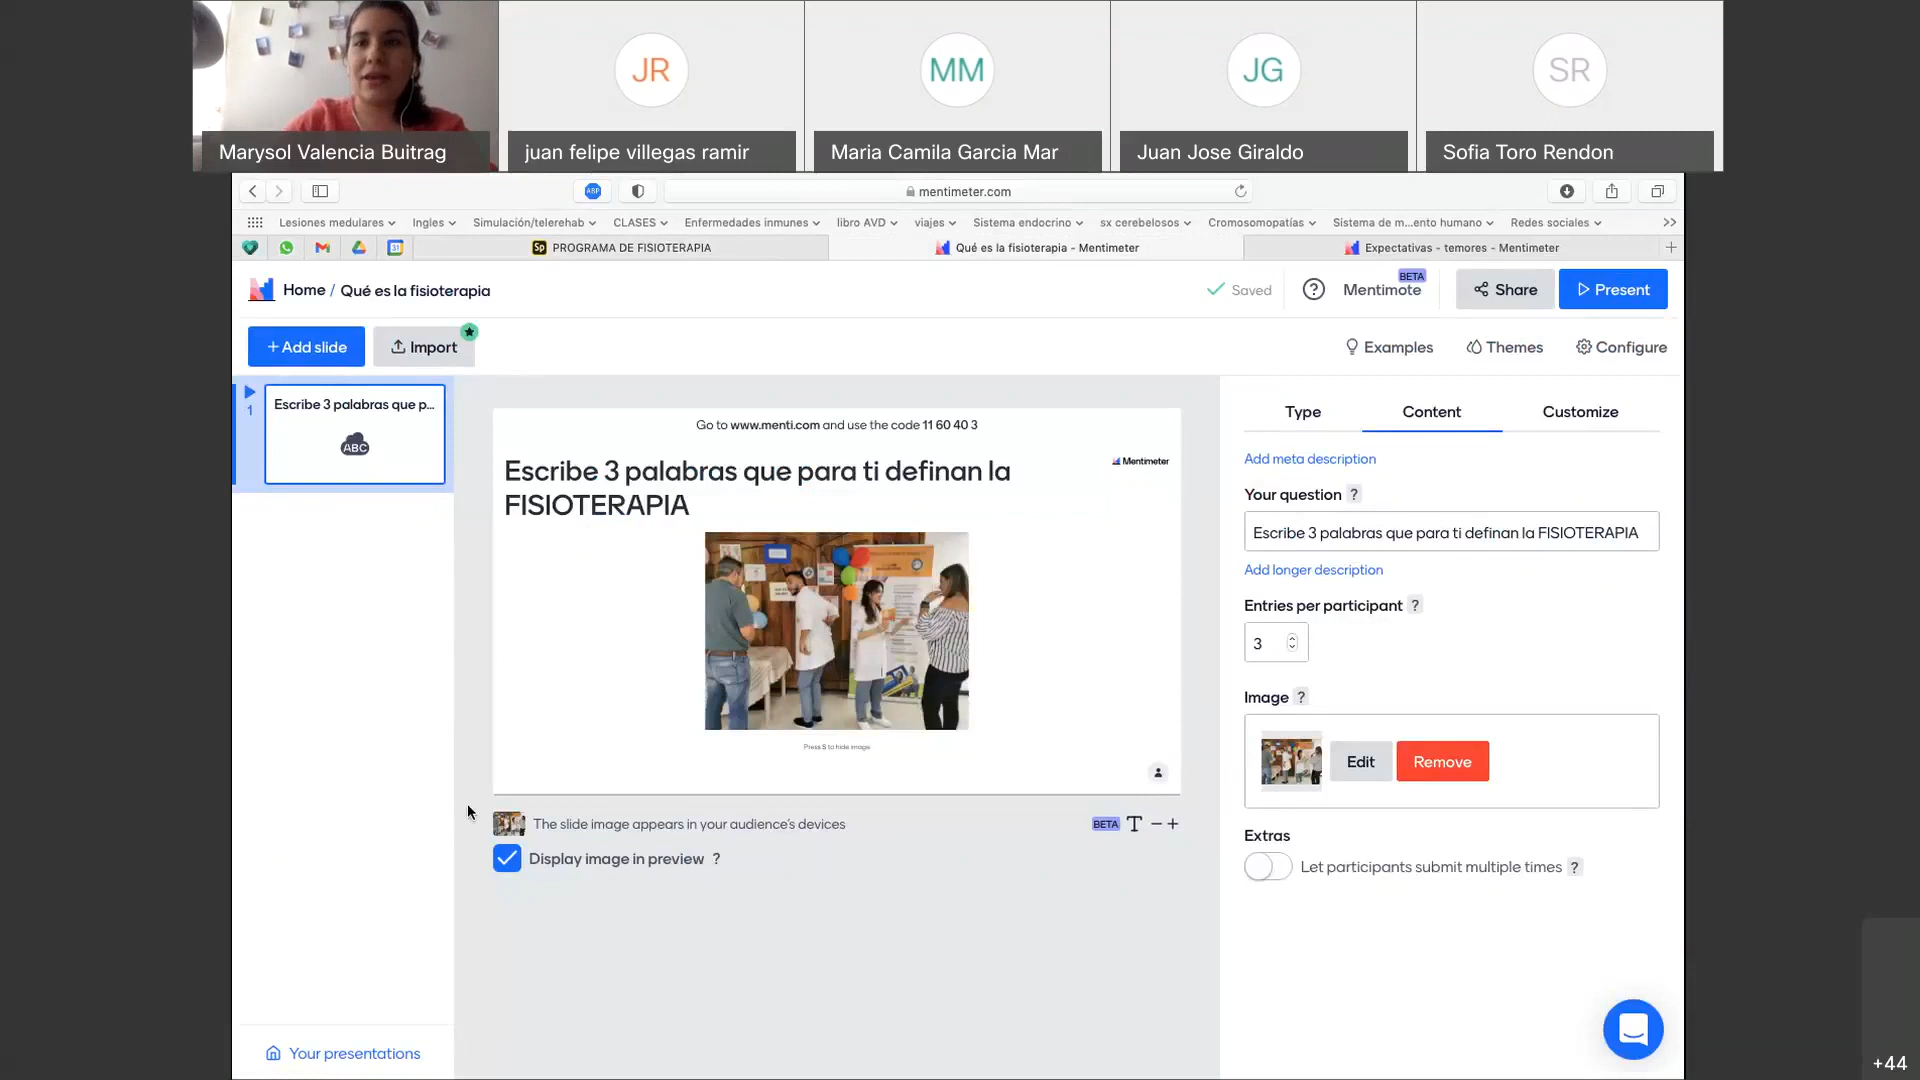 JR
MM
JG
SR
Marysol Valencia Buitrag
juan felipe villegas ramir
Maria Camila Garcia Mar
Juan Jose Giraldo
Sofia Toro Rendon
ABP
mentimeter.com
Lesiones medulares
Ingles
Simulación/telerehab
CLASES
Enfermedades inmunes
libro AVD
viajes
Sistema endocrino
sx cerebelosos
Cromosomopatías
Sistema de m...ento humano
Redes sociales
31
Sp PROGRAMA DE FISIOTERAPIA
Qué es la fisioterapia - Mentimeter
Expectativas - temores - Mentimeter
Home / Qué es la fisioterapia
Saved
?
Mentimote
BETA
Share
Present
+ Add slide
Import
Examples
Themes
Configure
1
Escribe 3 palabras que p...
ABC
Go to www.menti.com and use the code 11 60 40 3
Escribe 3 palabras que para ti definan la
FISIOTERAPIA
Mentimeter
Press S to hide image
The slide image appears in your audience's devices
BETA T − +
Display image in preview ?
Type
Content
Customize
Add meta description
Your question ?
Escribe 3 palabras que para ti definan la FISIOTERAPIA
Add longer description
Entries per participant ?
3
Image ?
Edit
Remove
Extras
Let participants submit multiple times ?
Your presentations
+44